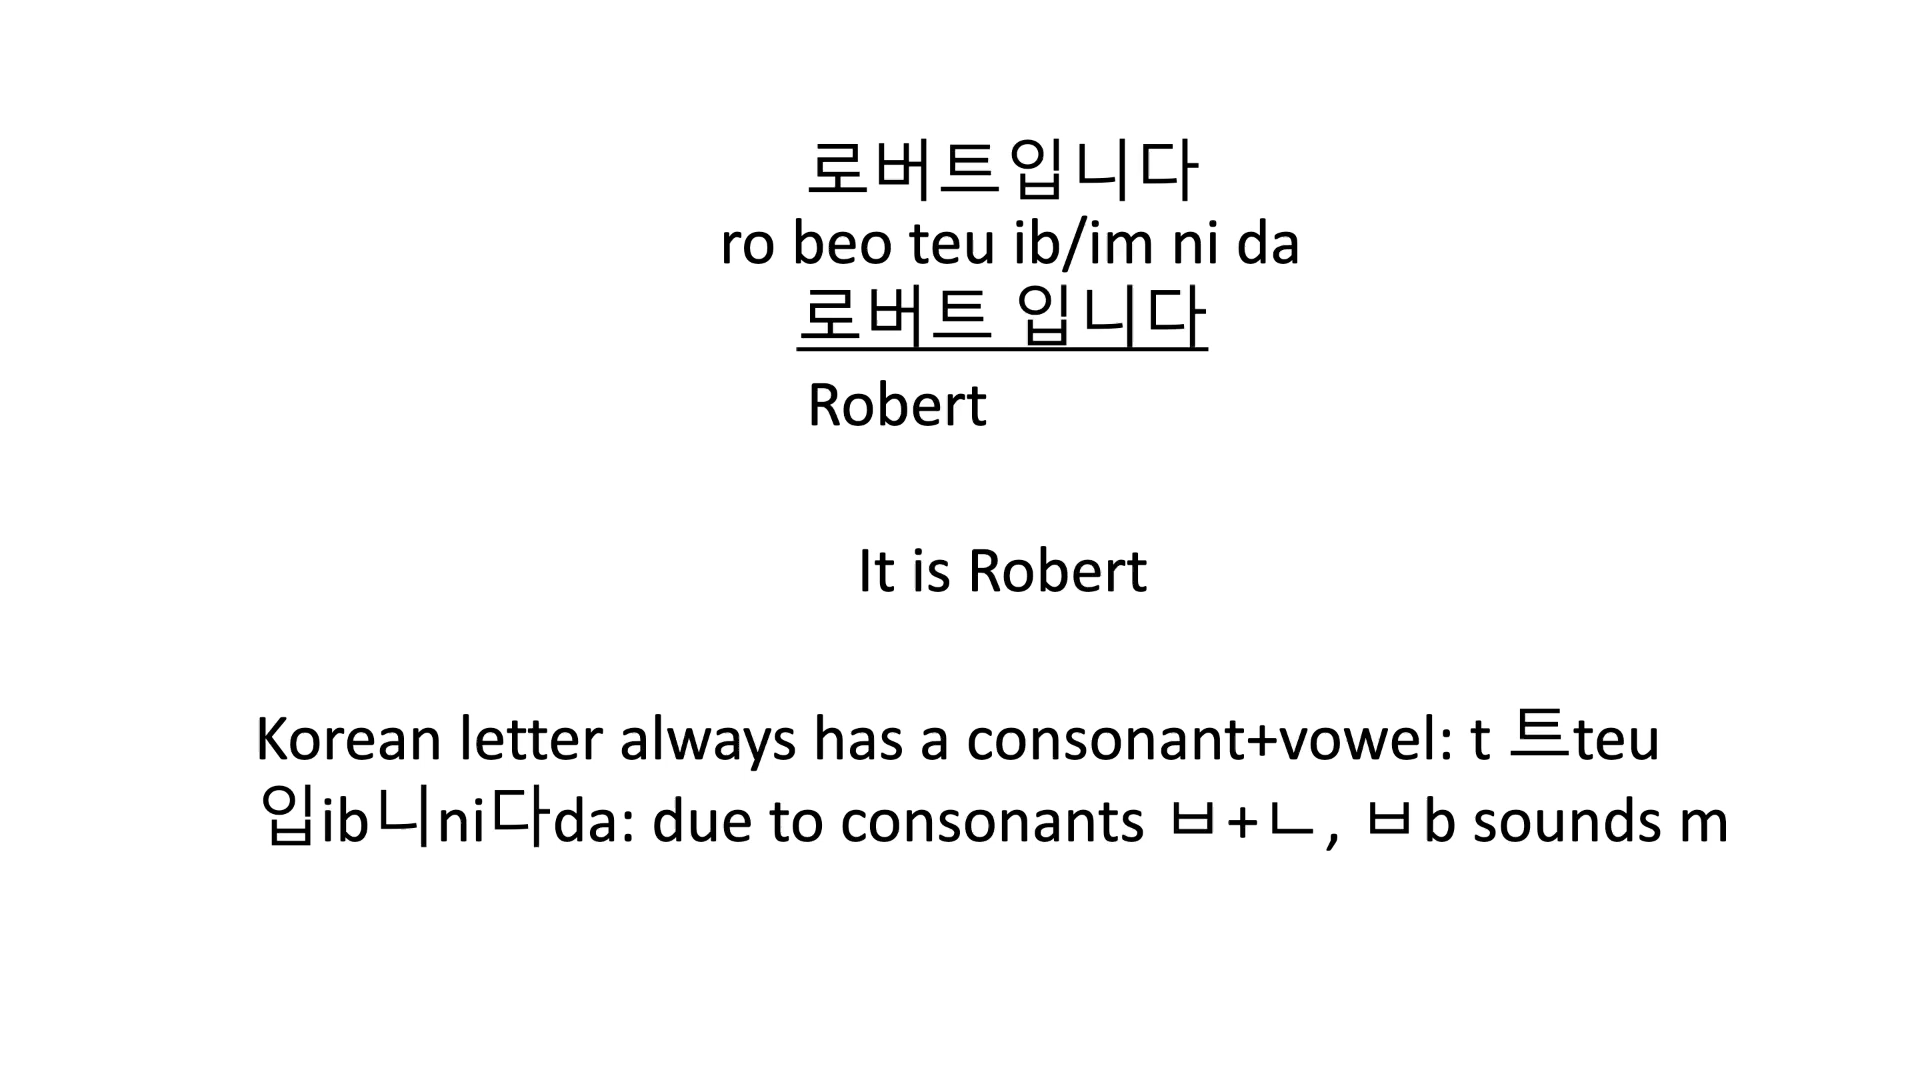 로버트입니다
ro beo teu ib/im ni da
로버트 입니다
Robert
It is Robert
Korean letter always has a consonant+vowel: t 트teu
입ib니ni다da: due to consonants ㅂ+ㄴ, ㅂb sounds m